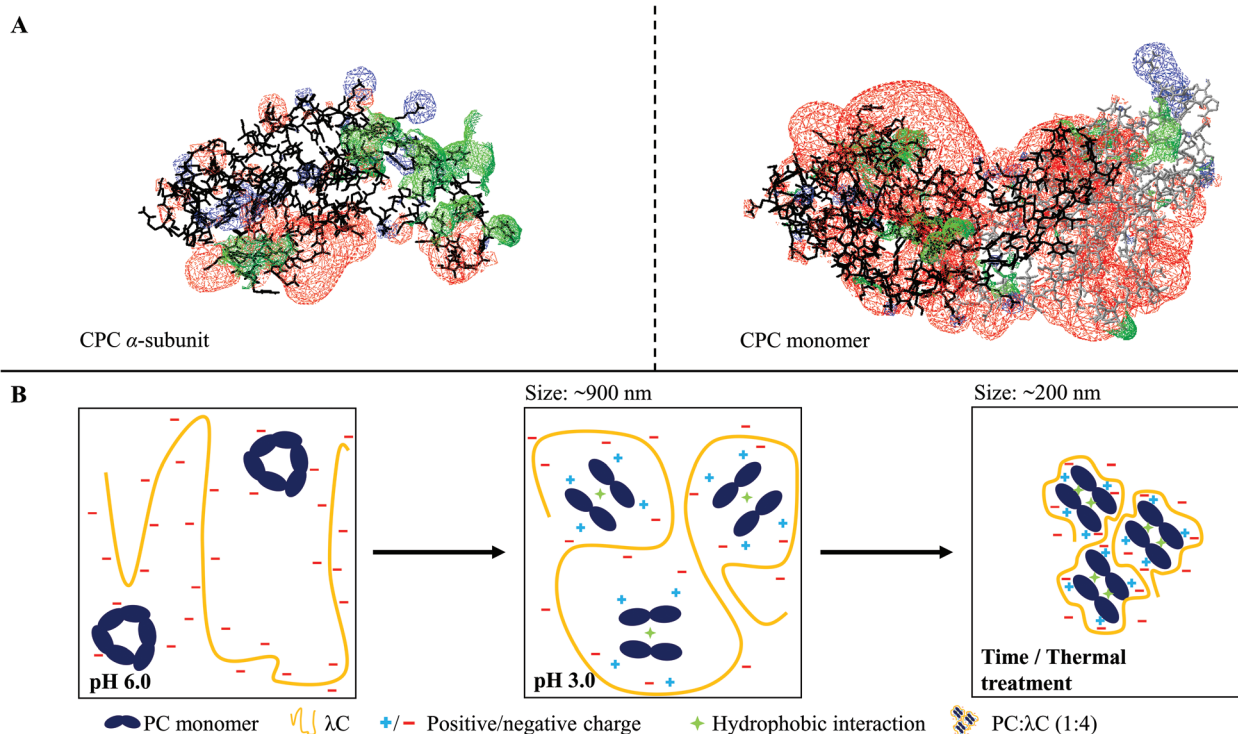 A
CPC α-subunit
CPC monomer
B
Size: ~900 nm
Size: ~200 nm
pH 6.0
pH 3.0
Time / Thermal
treatment
PC monomer λC +/− Positive/negative charge Hydrophobic interaction PC:λC (1:4)